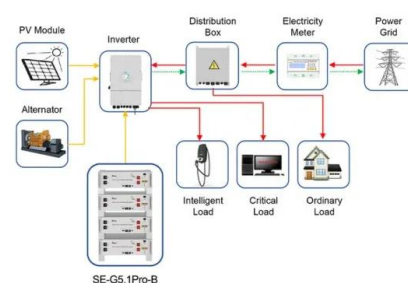 PV Module
Inverter
Distribution
Box
Electricity
Meter
Power
Grid
Alternator
Intelligent
Load
Critical
Load
Ordinary
Load
SE-G5.1Pro-B